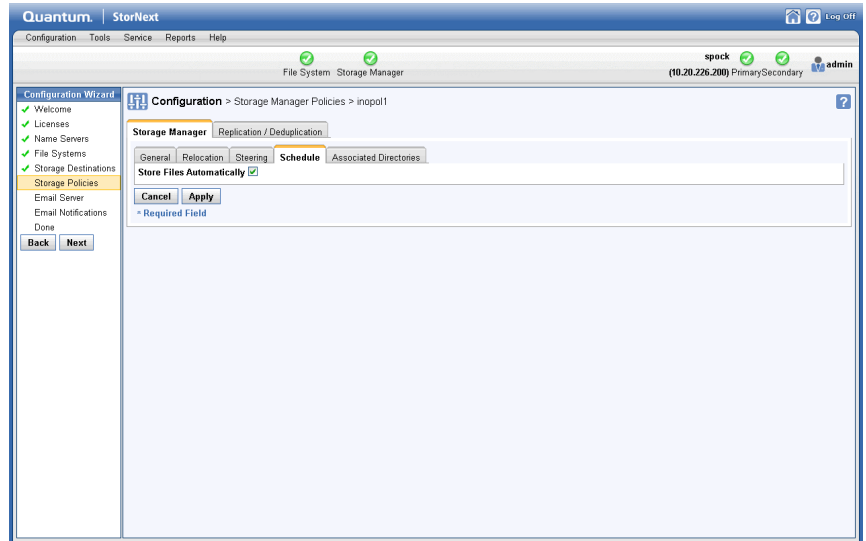 Quantum. | StorNext
Log Off
Configuration Tools Service Reports Help
File System Storage Manager
spock
(10.20.226.200) Primary Secondary
admin
Configuration Wizard
Welcome
Licenses
Name Servers
File Systems
Storage Destinations
Storage Policies
Email Server
Email Notifications
Done
Back Next
Configuration > Storage Manager Policies > inopol1
?
Storage Manager Replication / Deduplication
General Relocation Steering Schedule Associated Directories
Store Files Automatically
Cancel Apply
* Required Field